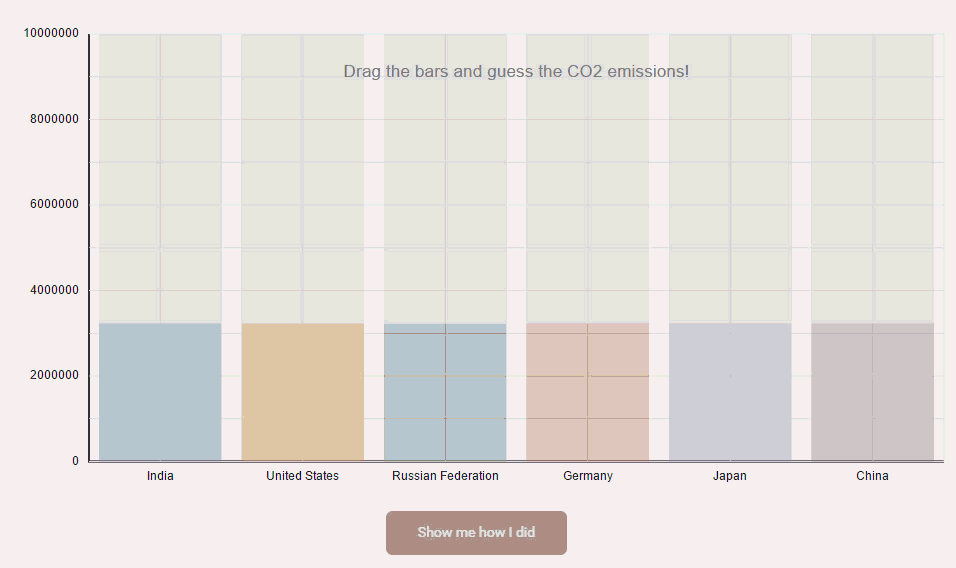 10000000
Drag the bars and guess the CO2 emissions!
8000000
6000000
4000000
2000000
0
India United States Russian Federation Germany Japan China
Show me how I did